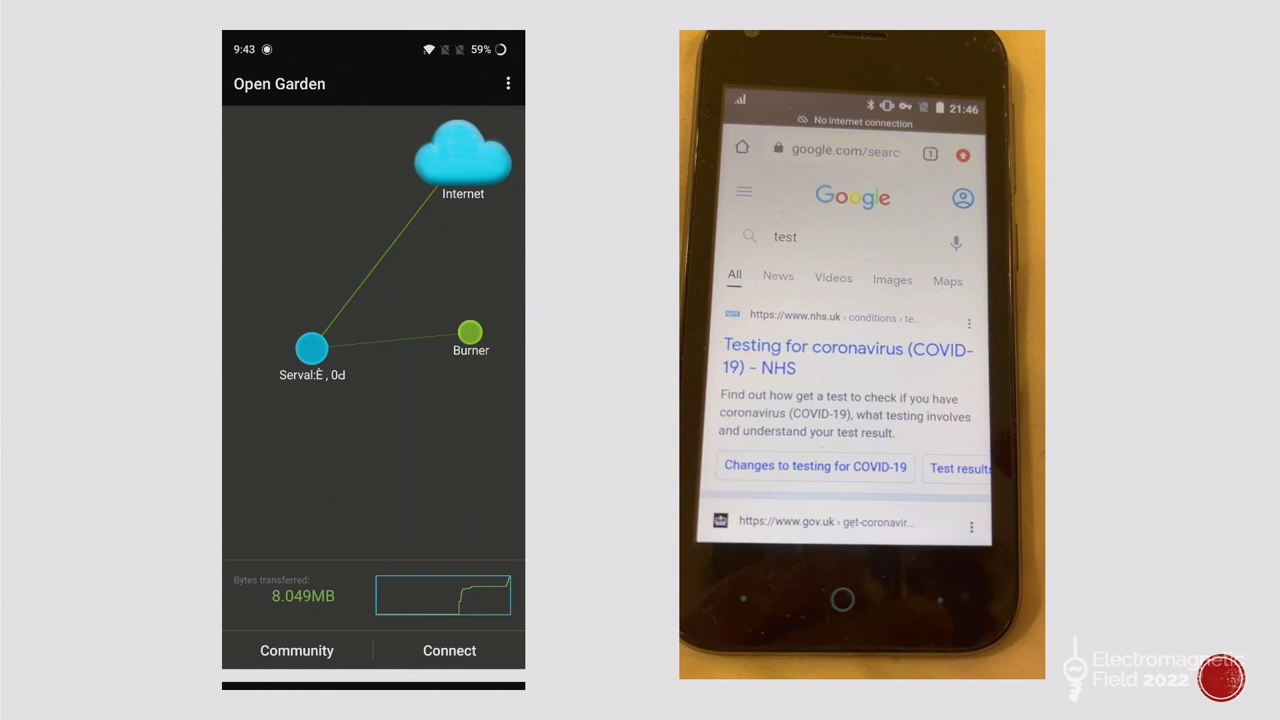 9:43
59%
Open Garden
Internet
Burner
Serval:È , 0d
Bytes transferred:
8.049MB
Community
Connect
21:46
No internet connection
google.com/searc
1
Google
test
All
News
Videos
Images
Maps
NHS
https://www.nhs.uk › conditions › te...
Testing for coronavirus (COVID-
19) - NHS
Find out how get a test to check if you have
coronavirus (COVID-19), what testing involves
and understand your test result.
Changes to testing for COVID-19
Test results
https://www.gov.uk › get-coronavir...
Electromagnetic
Field 2022